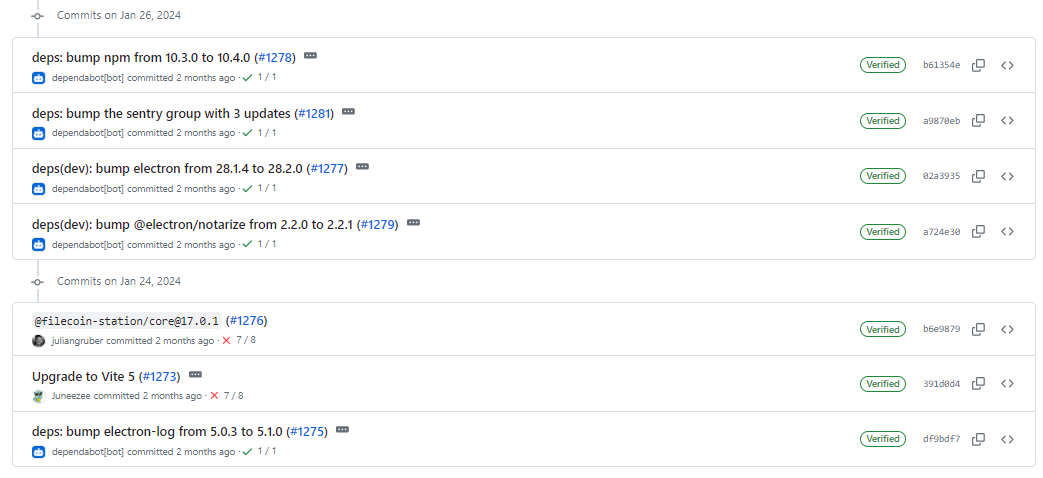 Commits on Jan 26, 2024
deps: bump npm from 10.3.0 to 10.4.0 (#1278)
dependabot[bot] committed 2 months ago · 1 / 1
Verified b61354e
deps: bump the sentry group with 3 updates (#1281)
dependabot[bot] committed 2 months ago · 1 / 1
Verified a9870eb
deps(dev): bump electron from 28.1.4 to 28.2.0 (#1277)
dependabot[bot] committed 2 months ago · 1 / 1
Verified 02a3935
deps(dev): bump @electron/notarize from 2.2.0 to 2.2.1 (#1279)
dependabot[bot] committed 2 months ago · 1 / 1
Verified a724e30
Commits on Jan 24, 2024
@filecoin-station/core@17.0.1 (#1276)
juliangruber committed 2 months ago · 7 / 8
Verified b6e9879
Upgrade to Vite 5 (#1273)
Juneezee committed 2 months ago · 7 / 8
Verified 391d0d4
deps: bump electron-log from 5.0.3 to 5.1.0 (#1275)
dependabot[bot] committed 2 months ago · 1 / 1
Verified df9bdf7